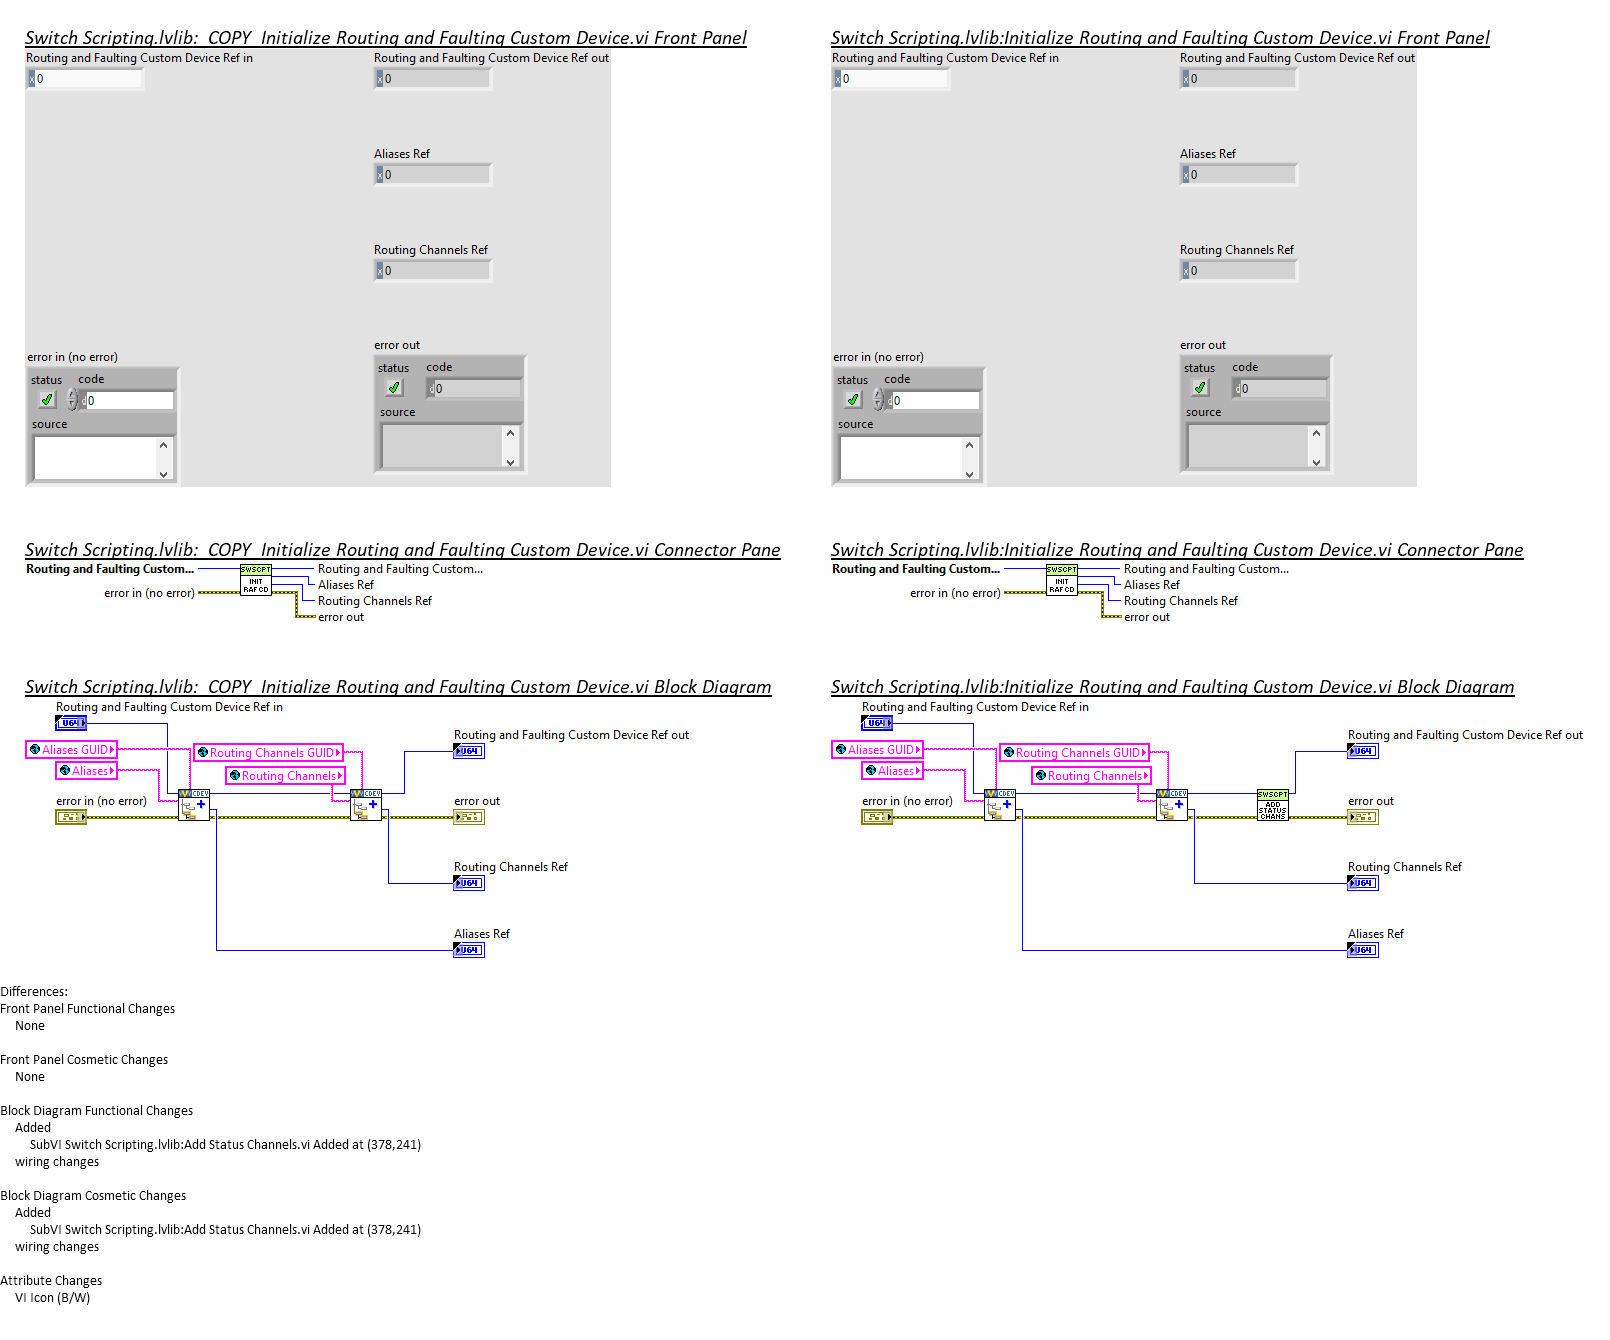 Switch Scripting.lvlib:  COPY  Initialize Routing and Faulting Custom Device.vi Front Panel
Routing and Faulting Custom Device Ref in
Routing and Faulting Custom Device Ref out
x 0
x 0
Aliases Ref
x 0
Routing Channels Ref
x 0
error in (no error)
status
code
d 0
source
error out
status
code
d 0
source
Switch Scripting.lvlib:Initialize Routing and Faulting Custom Device.vi Front Panel
Routing and Faulting Custom Device Ref in
Routing and Faulting Custom Device Ref out
x 0
x 0
Aliases Ref
x 0
Routing Channels Ref
x 0
error in (no error)
status
code
d 0
source
error out
status
code
d 0
source
Switch Scripting.lvlib:  COPY  Initialize Routing and Faulting Custom Device.vi Connector Pane
Routing and Faulting Custom...
error in (no error)
SWSCPT
INIT
RAF CD
Routing and Faulting Custom...
Aliases Ref
Routing Channels Ref
error out
Switch Scripting.lvlib:Initialize Routing and Faulting Custom Device.vi Connector Pane
Routing and Faulting Custom...
error in (no error)
SWSCPT
INIT
RAF CD
Routing and Faulting Custom...
Aliases Ref
Routing Channels Ref
error out
Switch Scripting.lvlib:  COPY  Initialize Routing and Faulting Custom Device.vi Block Diagram
Routing and Faulting Custom Device Ref in
U64
Aliases GUID
Aliases
Routing Channels GUID
Routing Channels
error in (no error)
CDEV
CDEV
Routing and Faulting Custom Device Ref out
U64
error out
Routing Channels Ref
U64
Aliases Ref
U64
Switch Scripting.lvlib:Initialize Routing and Faulting Custom Device.vi Block Diagram
Routing and Faulting Custom Device Ref in
U64
Aliases GUID
Aliases
Routing Channels GUID
Routing Channels
error in (no error)
CDEV
CDEV
SWSCPT
ADD
STATUS
CHANS
Routing and Faulting Custom Device Ref out
U64
error out
Routing Channels Ref
U64
Aliases Ref
U64
Differences:
Front Panel Functional Changes
None
Front Panel Cosmetic Changes
None
Block Diagram Functional Changes
Added
SubVI Switch Scripting.lvlib:Add Status Channels.vi Added at (378,241)
wiring changes
Block Diagram Cosmetic Changes
Added
SubVI Switch Scripting.lvlib:Add Status Channels.vi Added at (378,241)
wiring changes
Attribute Changes
VI Icon (B/W)